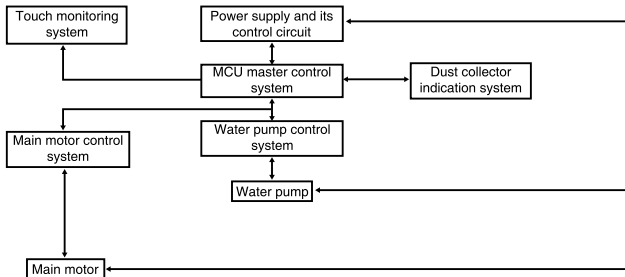 Touch monitoring
system
Power supply and its
control circuit
MCU master control
system
Dust collector
indication system
Main motor control
system
Water pump control
system
Water pump
Main motor